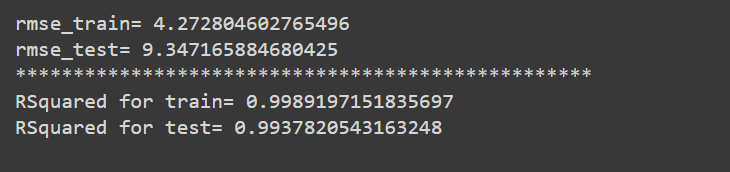 rmse_train= 4.272804602765496
rmse_test= 9.347165884680425
**************************************************
RSquared for train= 0.9989197151835697
RSquared for test= 0.9937820543163248